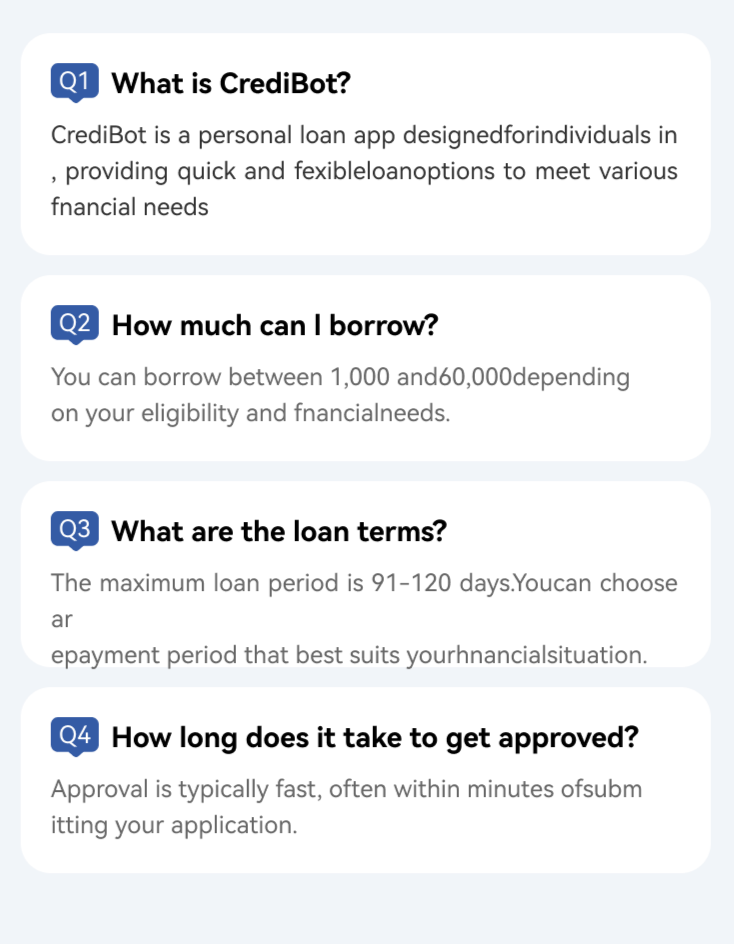 Q1 What is CrediBot?
CrediBot is a personal loan app designedforindividuals in
, providing quick and fexibleloanoptions to meet various
fnancial needs
Q2 How much can l borrow?
You can borrow between 1,000 and60,000depending
on your eligibility and fnancialneeds.
Q3 What are the loan terms?
The maximum loan period is 91-120 days.Youcan choose
ar
epayment period that best suits yourhnancialsituation.
Q4 How long does it take to get approved?
Approval is typically fast, often within minutes ofsubm
itting your application.